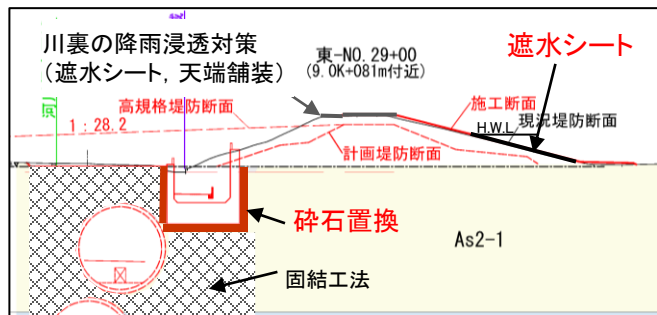 川裏の降雨浸透対策
（遮水シート，天端舗装）
東-NO.29+00
(9.0K+081m付近)
遮水シート
高規格堤防断面
施工断面
1：28.2
H.W.L
現況堤防断面
計画堤防断面
砕石置換
As2-1
固結工法